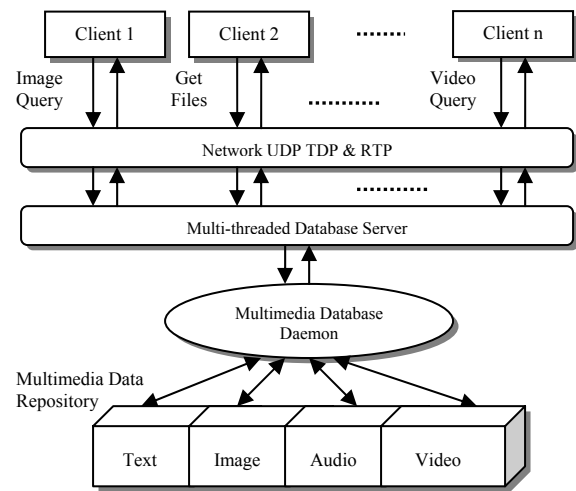 Client 1
Client 2
Client n
Image
Query
Get
Files
Video
Query
Network UDP TDP & RTP
Multi-threaded Database Server
Multimedia Database
Daemon
Multimedia Data
Repository
Text
Image
Audio
Video